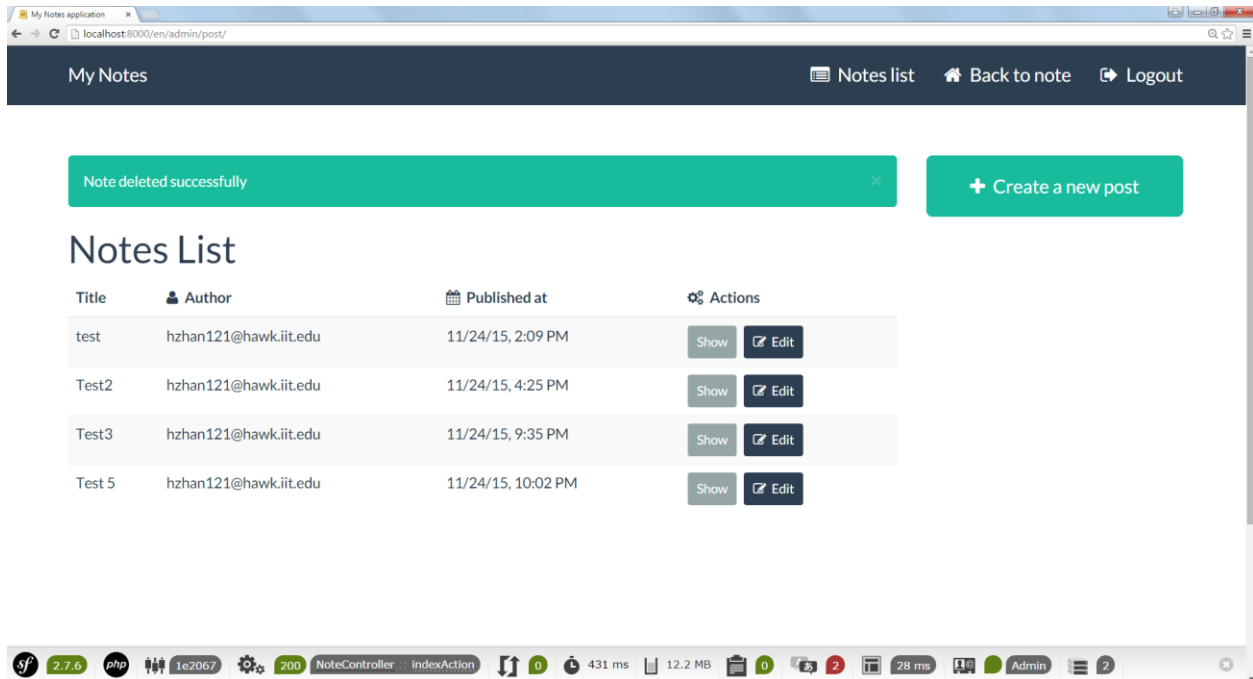 My Notes application
localhost:8000/en/admin/post/
My Notes
Notes list
Back to note
Logout
Note deleted successfully ×
Create a new post
Notes List
Title Author Published at Actions
test hzhan121@hawk.iit.edu 11/24/15, 2:09 PM Show Edit
Test2 hzhan121@hawk.iit.edu 11/24/15, 4:25 PM Show Edit
Test3 hzhan121@hawk.iit.edu 11/24/15, 9:35 PM Show Edit
Test 5 hzhan121@hawk.iit.edu 11/24/15, 10:02 PM Show Edit
sf 2.7.6 php 1e2067 200 NoteController :: indexAction 0 431 ms 12.2 MB 0 あ 2 28 ms Admin 2